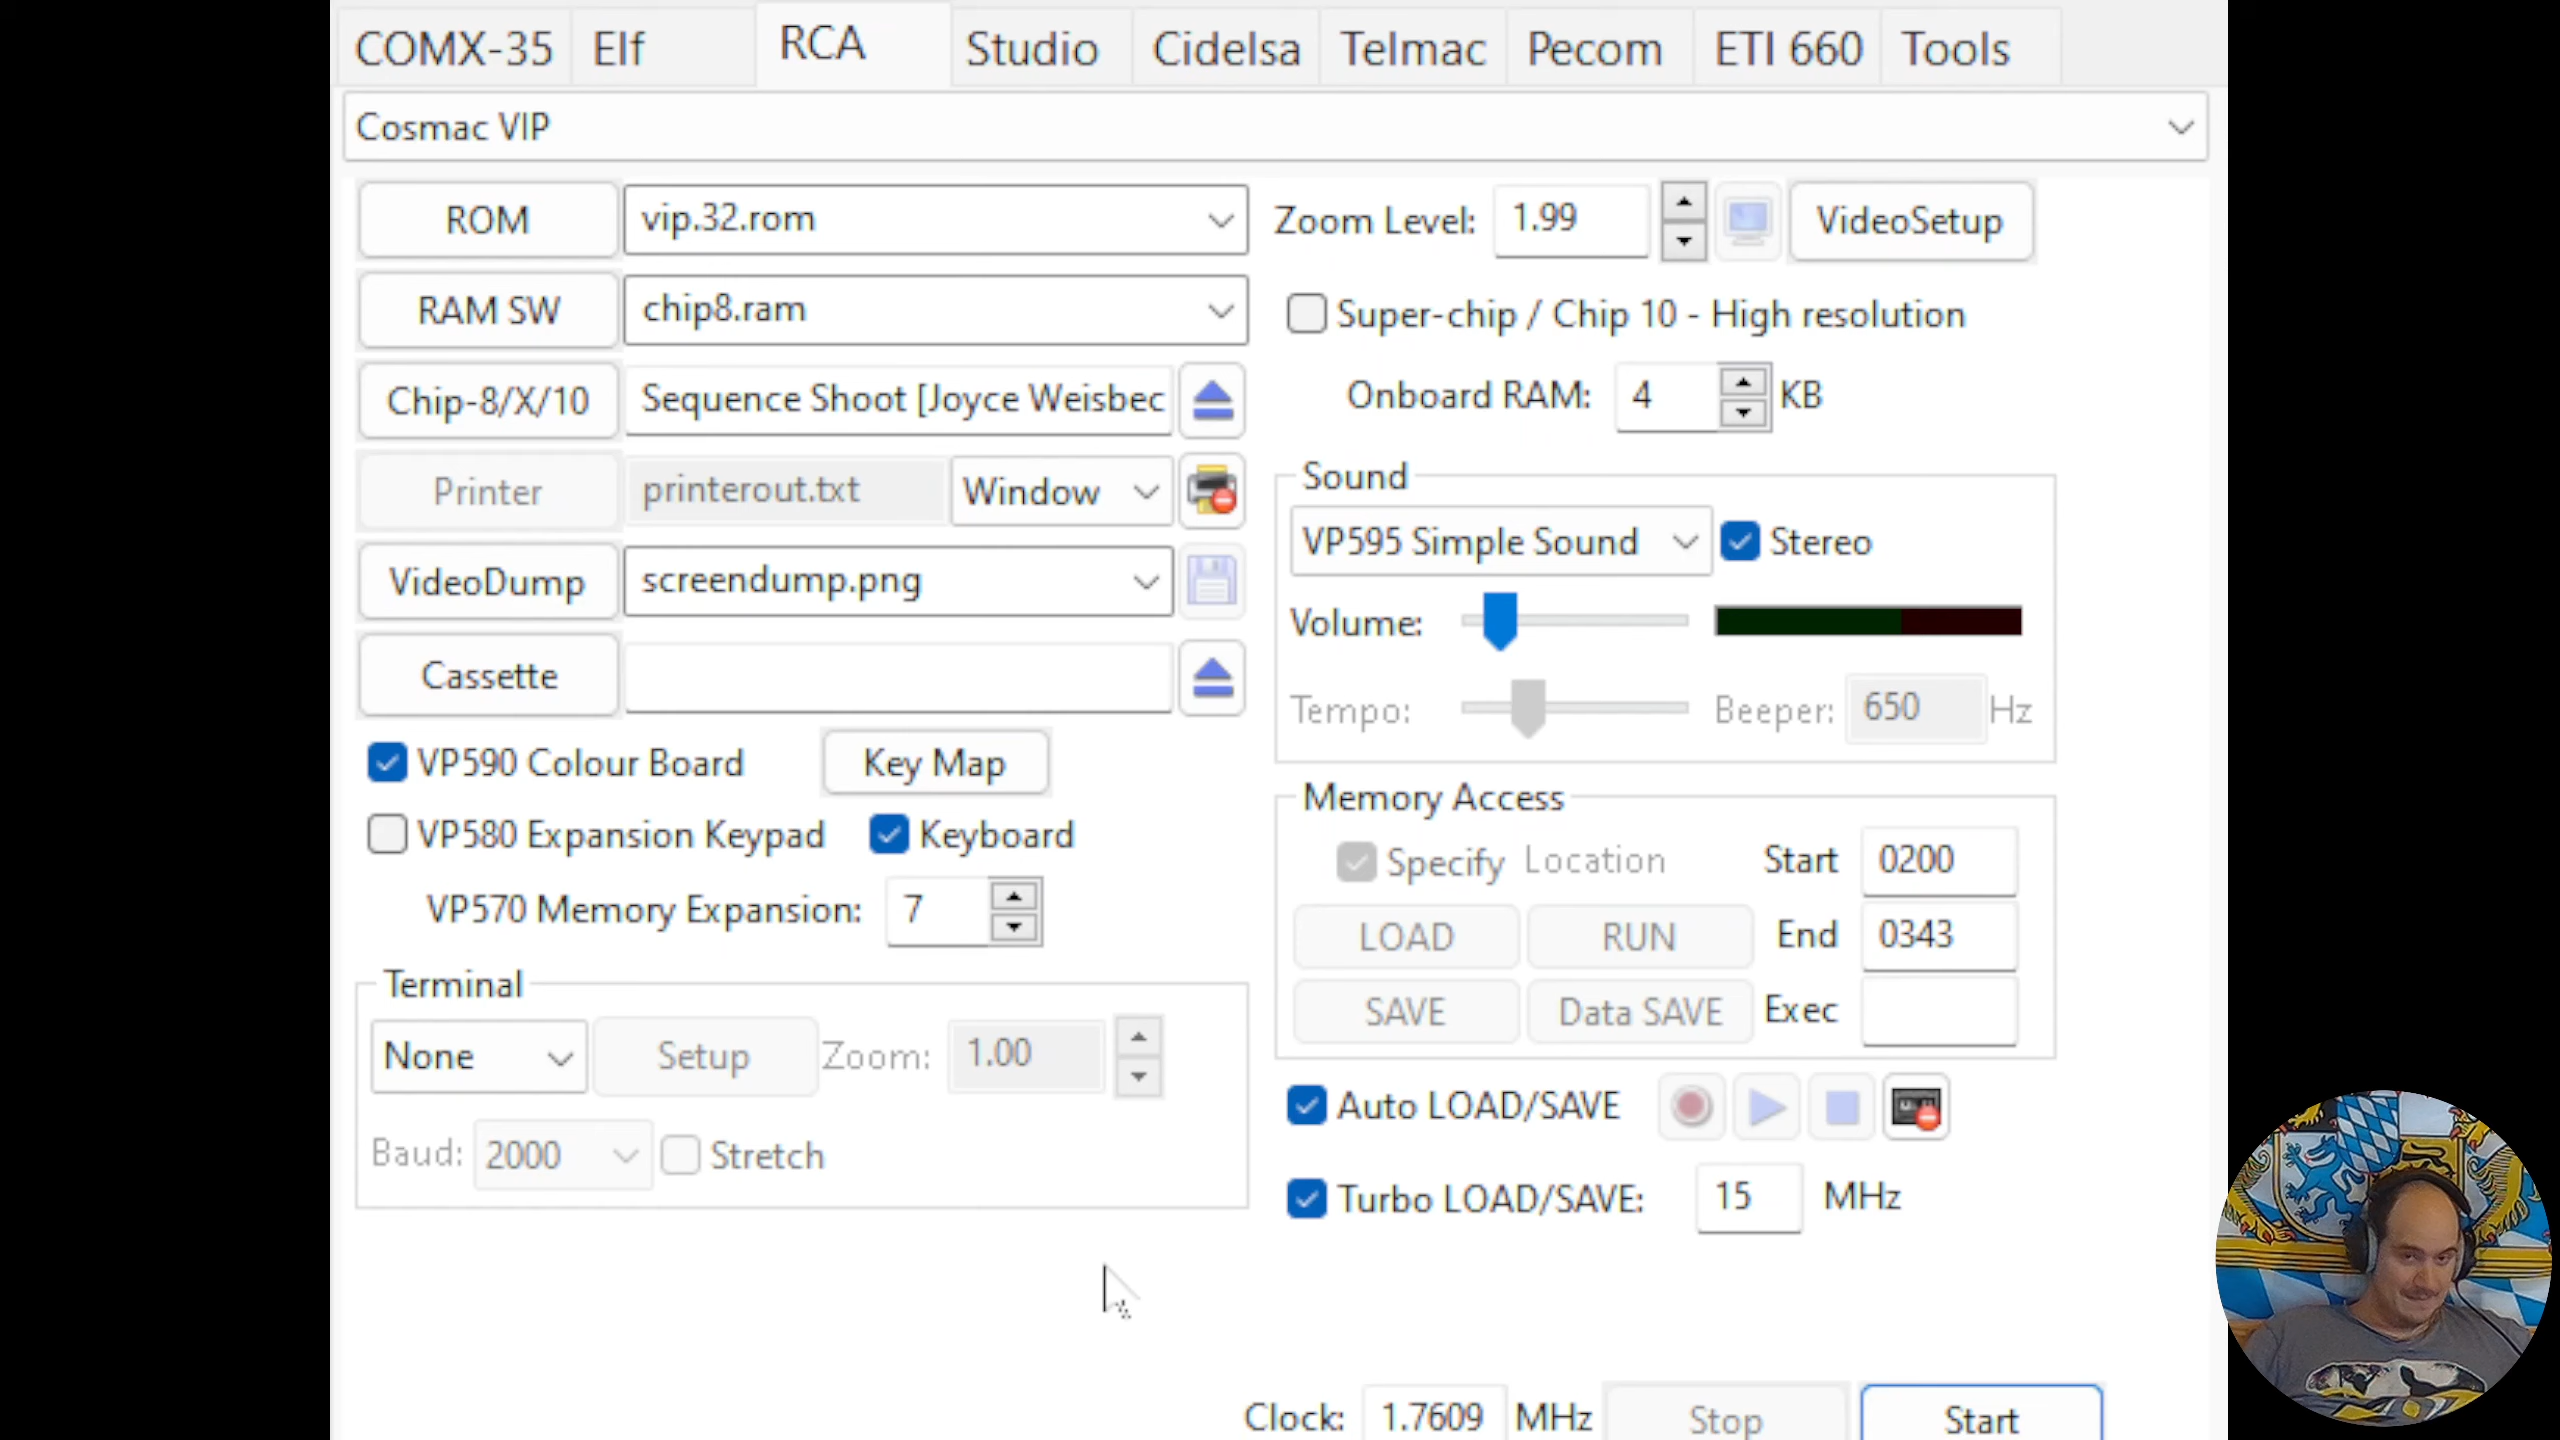 COMX-35 Elf RCA Studio Cidelsa Telmac Pecom ETI 660 Tools
Cosmac VIP
ROM vip.32.rom
RAM SW chip8.ram
Chip-8/X/10 Sequence Shoot [Joyce Weisbec
Printer printerout.txt Window
VideoDump screendump.png
Cassette
VP590 Colour Board Key Map
VP580 Expansion Keypad Keyboard
VP570 Memory Expansion: 7
Terminal
None Setup Zoom: 1.00
Baud: 2000 Stretch
Zoom Level: 1.99 VideoSetup
Super-chip / Chip 10 - High resolution
Onboard RAM: 4 KB
Sound
VP595 Simple Sound Stereo
Volume:
Tempo: Beeper: 650 Hz
Memory Access
Specify Location Start 0200
LOAD RUN End 0343
SAVE Data SAVE Exec
Auto LOAD/SAVE
Turbo LOAD/SAVE: 15 MHz
Clock: 1.7609 MHz Stop Start